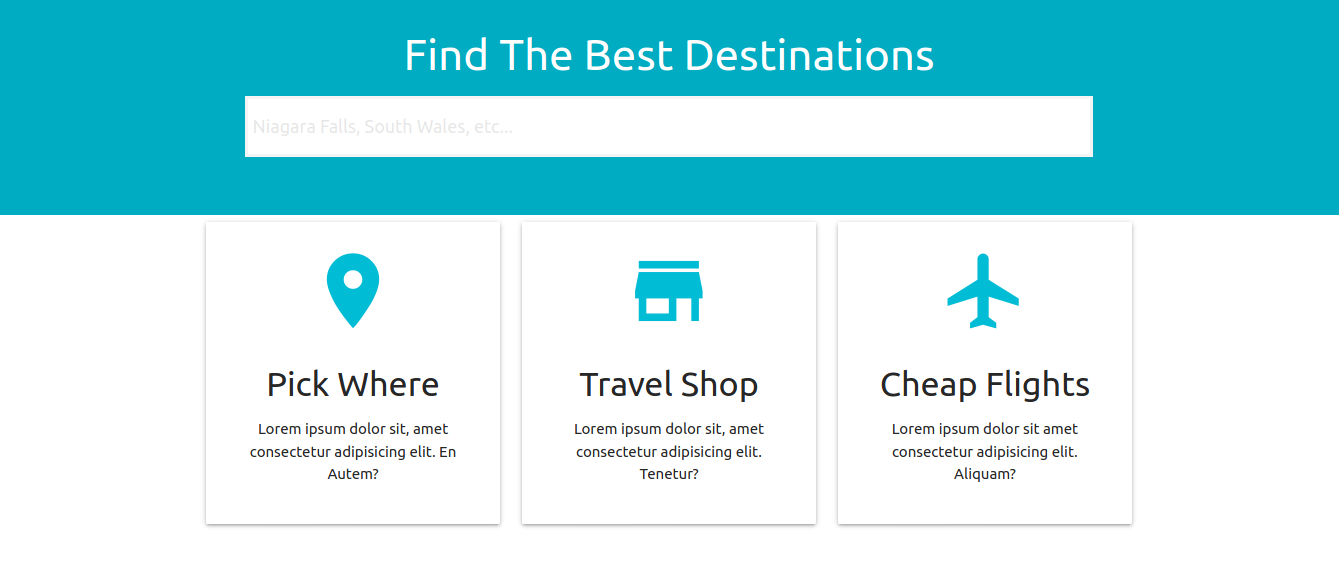 Find The Best Destinations
Niagara Falls, South Wales, etc...
Pick Where
Lorem ipsum dolor sit, amet
consectetur adipisicing elit. En
Autem?
Travel Shop
Lorem ipsum dolor sit, amet
consectetur adipisicing elit.
Tenetur?
Cheap Flights
Lorem ipsum dolor sit amet
consectetur adipisicing elit.
Aliquam?